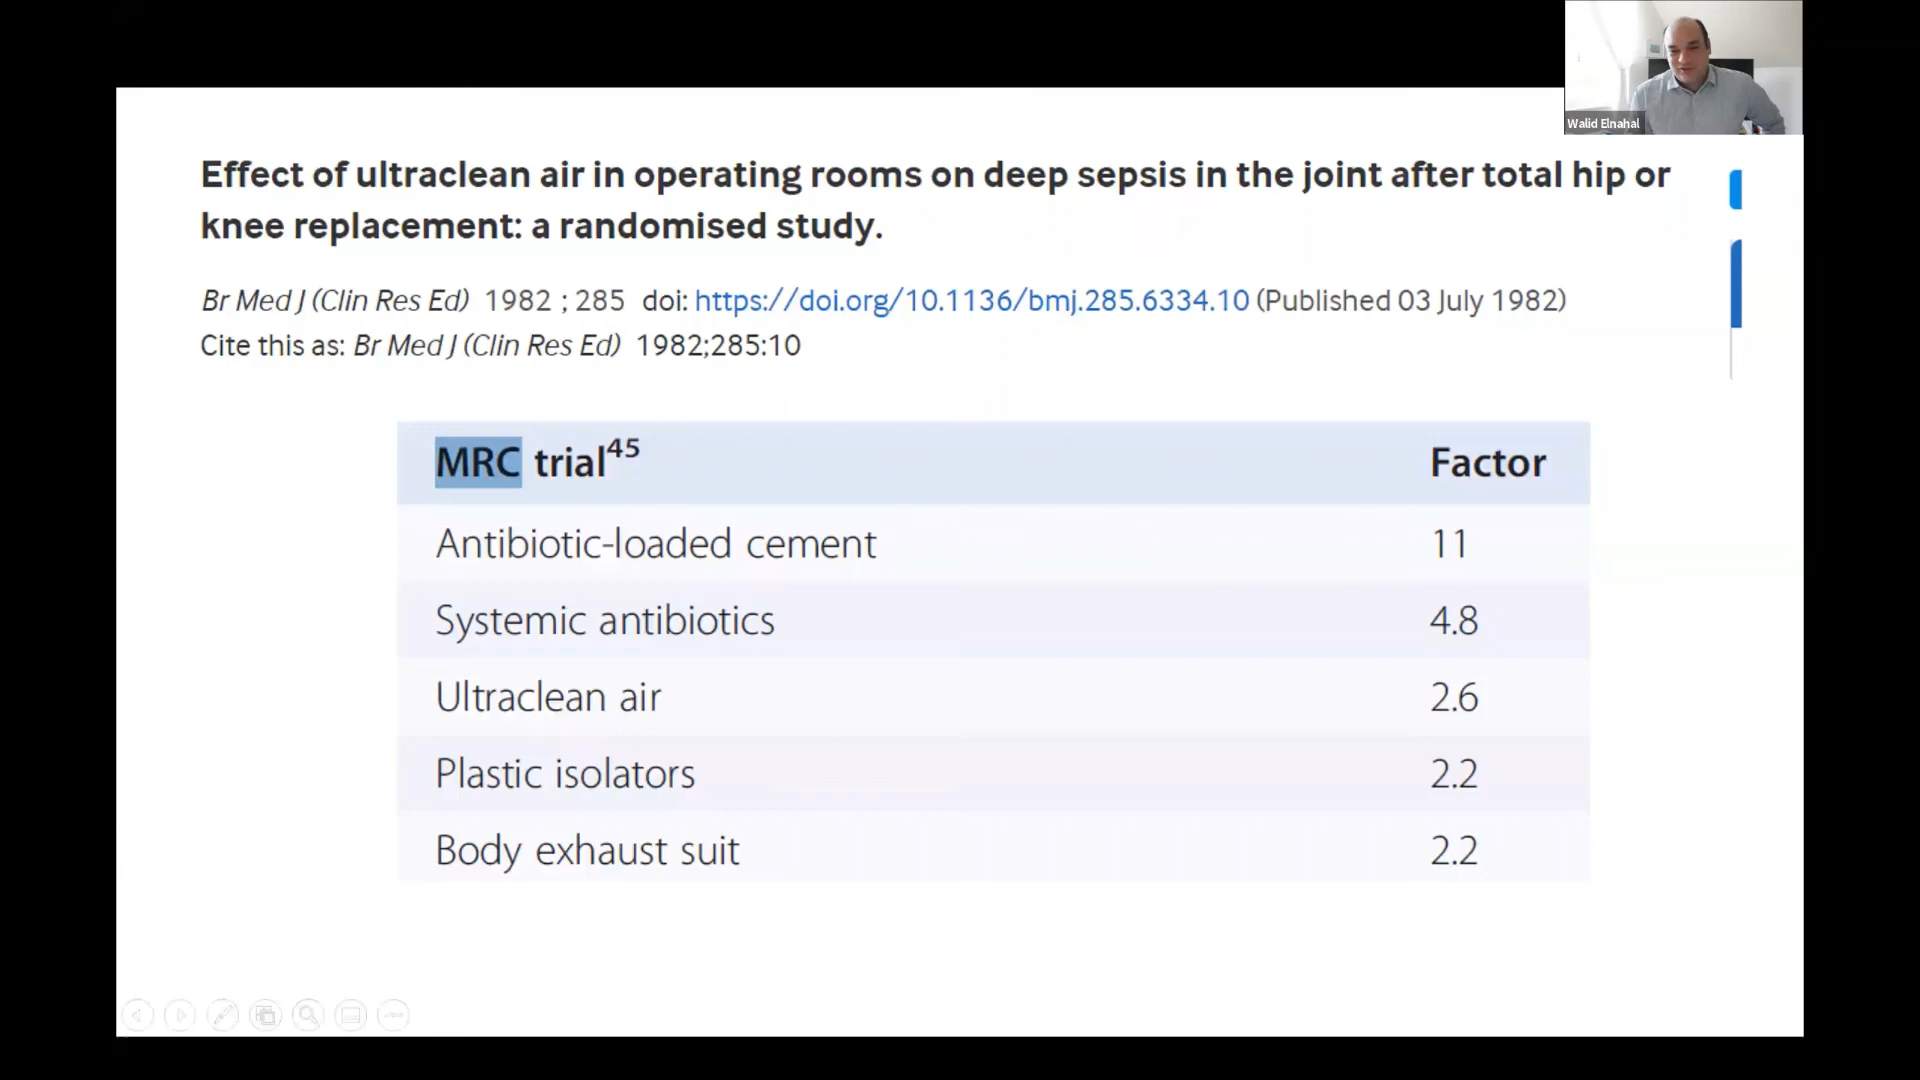 Walid Elnahal
Effect of ultraclean air in operating rooms on deep sepsis in the joint after total hip or
knee replacement: a randomised study.
Br Med J (Clin Res Ed) 1982 ; 285 doi: https://doi.org/10.1136/bmj.285.6334.10 (Published 03 July 1982)
Cite this as: Br Med J (Clin Res Ed) 1982;285:10
MRC trial45 Factor
Antibiotic-loaded cement 11
Systemic antibiotics 4.8
Ultraclean air 2.6
Plastic isolators 2.2
Body exhaust suit 2.2